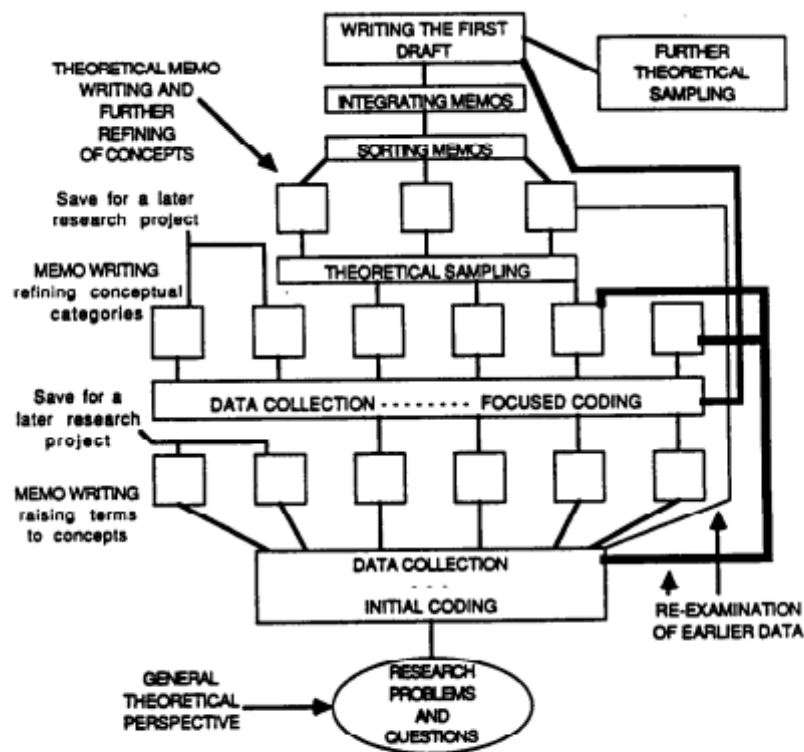 WRITING THE FIRST
DRAFT
FURTHER
THEORETICAL
SAMPLING
THEORETICAL MEMO
WRITING AND
FURTHER
REFINING
OF CONCEPTS
INTEGRATING MEMOS
SORTING MEMOS
Save for a later
research project
MEMO WRITING
refining conceptual
categories
THEORETICAL SAMPLING
Save for a
later research
project
DATA COLLECTION - - - - - - - - FOCUSED CODING
MEMO WRITING
raising terms
to concepts
DATA COLLECTION
- - -
INITIAL CODING
RE-EXAMINATION
OF EARLIER DATA
GENERAL
THEORETICAL
PERSPECTIVE
RESEARCH
PROBLEMS
AND
QUESTIONS